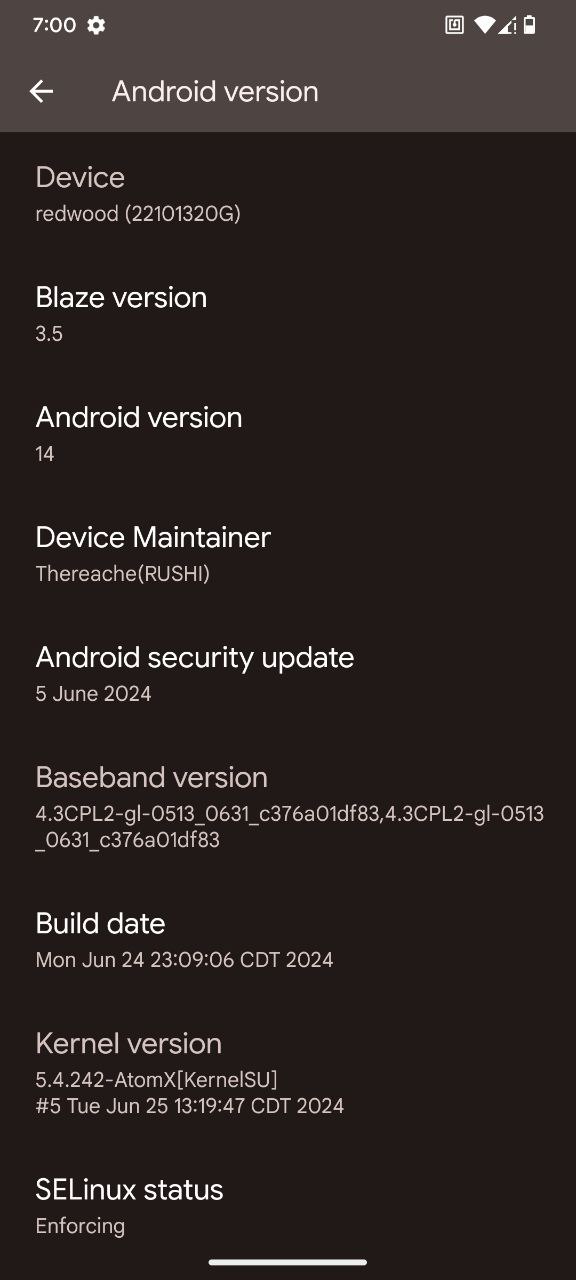 7:00
Android version
Device
redwood (22101320G)
Blaze version
3.5
Android version
14
Device Maintainer
Thereache(RUSHI)
Android security update
5 June 2024
Baseband version
4.3CPL2-gl-0513_0631_c376a01df83,4.3CPL2-gl-0513
_0631_c376a01df83
Build date
Mon Jun 24 23:09:06 CDT 2024
Kernel version
5.4.242-AtomX[KernelSU]
#5 Tue Jun 25 13:19:47 CDT 2024
SELinux status
Enforcing